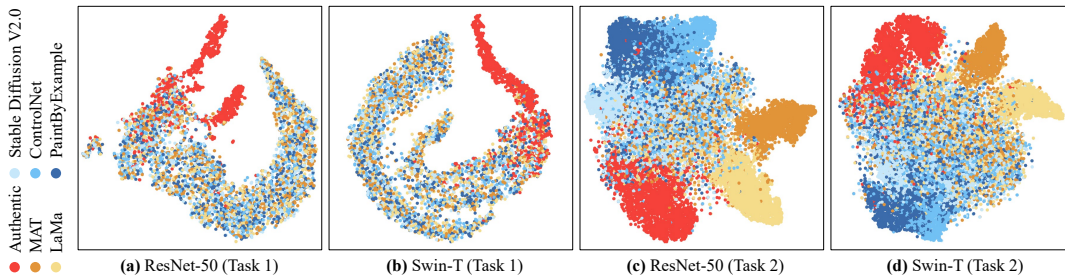 Authentic
MAT
LaMa
Stable Diffusion V2.0
ControlNet
PaintByExample
(a) ResNet-50 (Task 1)
(b) Swin-T (Task 1)
(c) ResNet-50 (Task 2)
(d) Swin-T (Task 2)